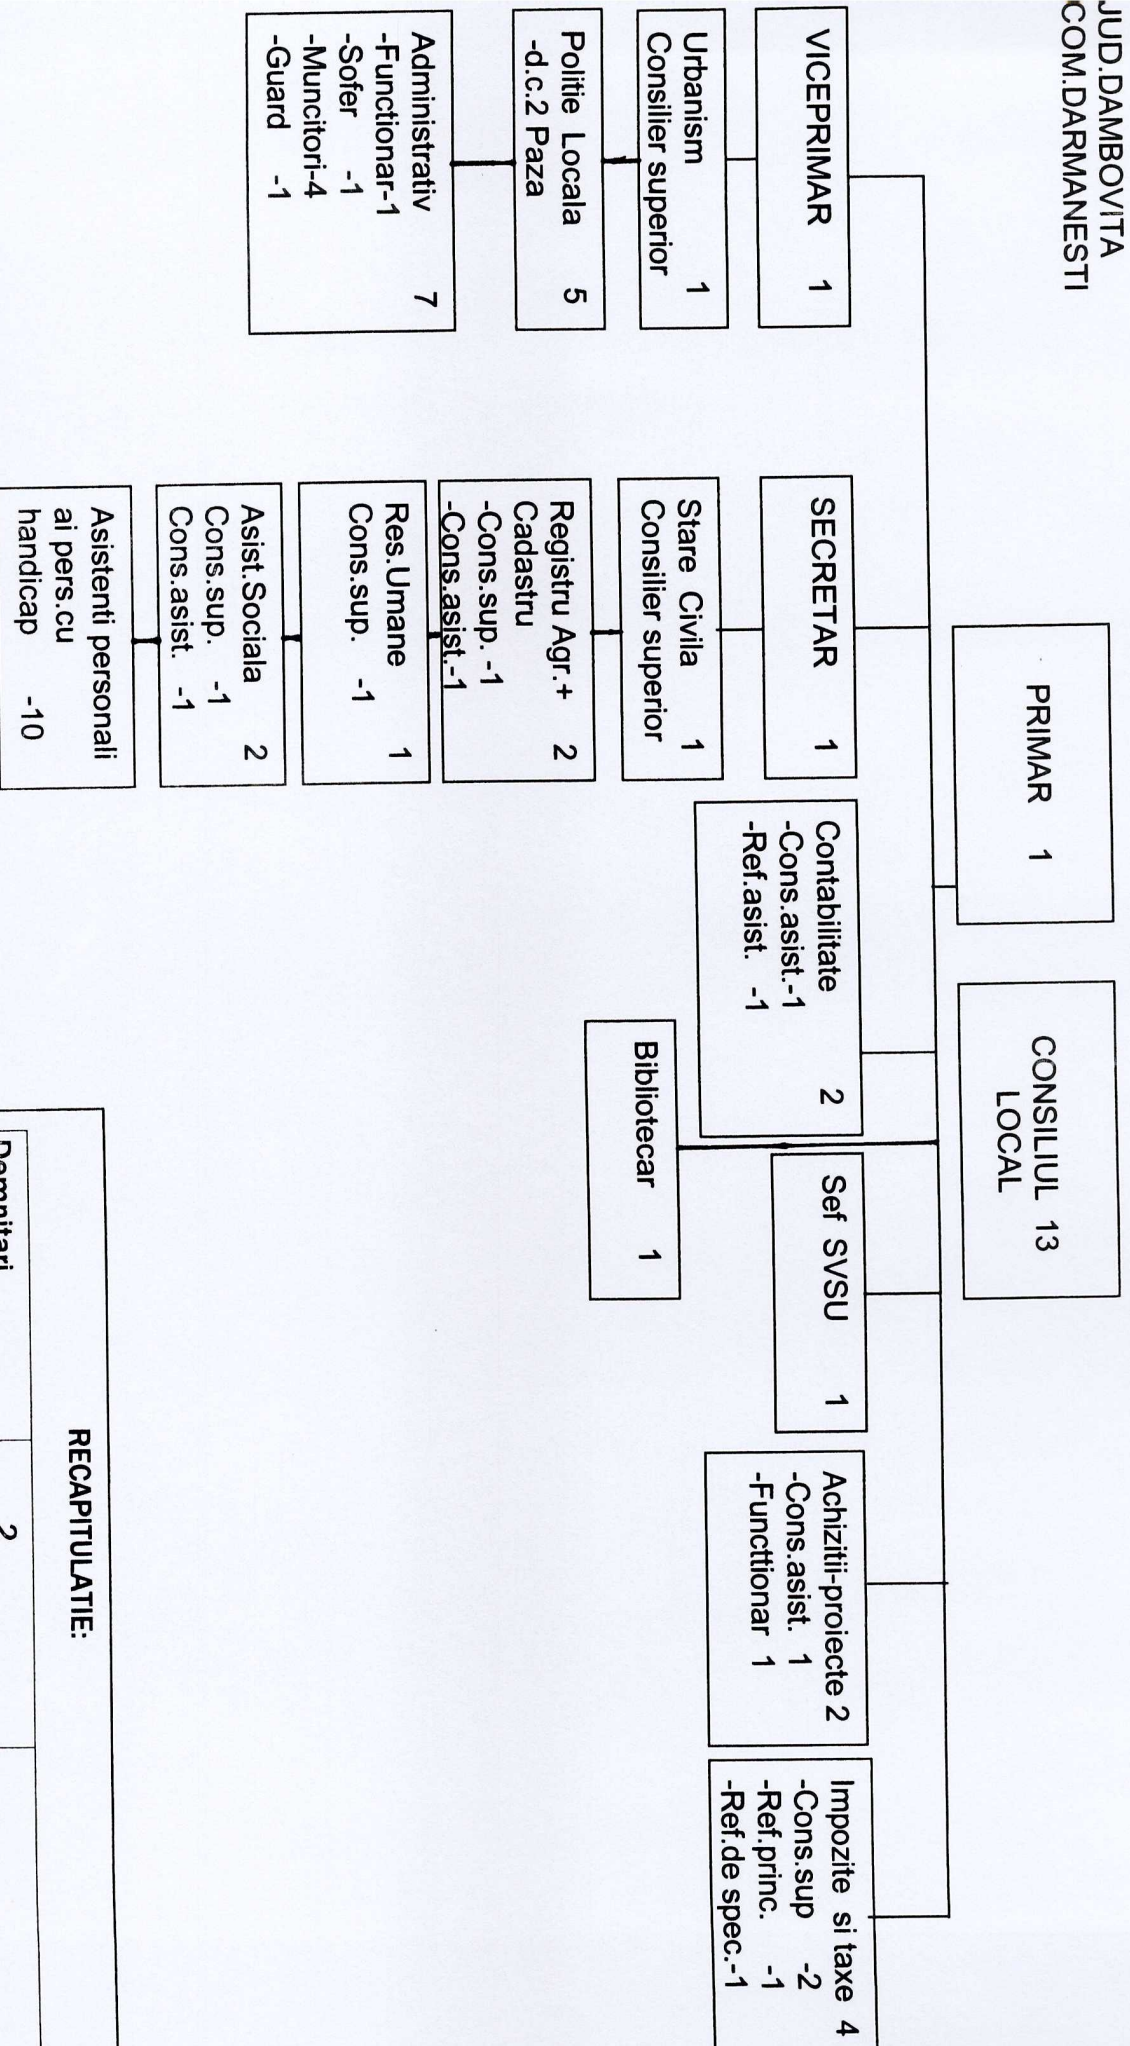 JUD.DAMBOVITA
COM.DARMANESTI
PRIMAR 1
CONSILIUL 13
LOCAL
VICEPRIMAR 1
Urbanism 1
Consilier superior
Politie Locala 5
-d.c.2 Paza
Administrativ 7
-Functionar-1
-Sofer -1
-Muncitori-4
-Guard -1
SECRETAR 1
Stare Civila 1
Consilier superior
Registru Agr.+ 2
Cadastru
-Cons.sup. -1
-Cons.asist.-1
Res.Umane 1
Cons.sup. -1
Asist.Sociala 2
Cons.sup. -1
Cons.asist. -1
Asistenti personali
ai pers.cu
handicap -10
Contabilitate 2
-Cons.asist.-1
-Ref.asist. -1
Bibliotecar 1
Sef SVSU 1
Achizitii-proiecte 2
-Cons.asist. 1
-Functtionar 1
Impozite si taxe 4
-Cons.sup -2
-Ref.princ. -1
-Ref.de spec.-1
RECAPITULATIE:
Demnitari 2